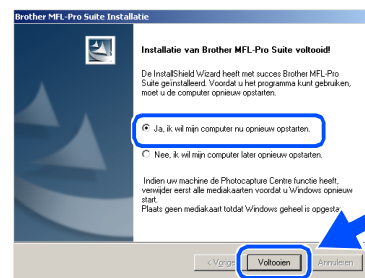 Brother MFL-Pro Suite Installatie
Installatie van Brother MFL-Pro Suite voltooid!
De InstallShield Wizard heeft met succes Brother MFL-Pro
Suite geïnstalleerd. Voordat u het programma kunt gebruiken,
moet u de computer opnieuw opstarten.
Ja, ik wil mijn computer nu opnieuw opstarten.
Nee, ik wil mijn computer later opnieuw opstarten.
Indien uw machine de Photocapture Centre functie heeft,
verwijder eerst alle mediakaarten voordat u Windows opnieuw
start.
Plaats geen mediakaart totdat Windows geheel is
< Vorige Voltooien Annuleren